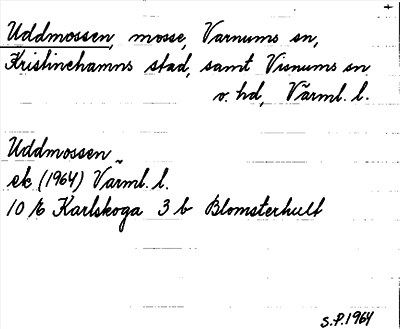 Uddmossen, mosse, Varnums sn,
Kristinehamns stad, samt Visnums sn
v. hd, Värml. l.
Uddmossen
ek (1964) Värml. l.
10 /6 Karlskoga 3 b Blomsterhult
S.P. 1964